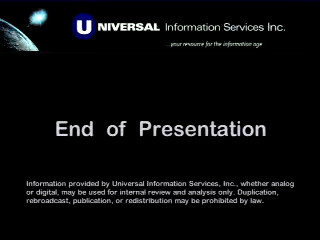 UNIVERSAL Information Services Inc.
...your resource for the information age
End of Presentation
Information provided by Universal Information Services, Inc., whether analog
or digital, may be used for internal review and analysis only. Duplication,
rebroadcast, publication, or redistribution may be prohibited by law.